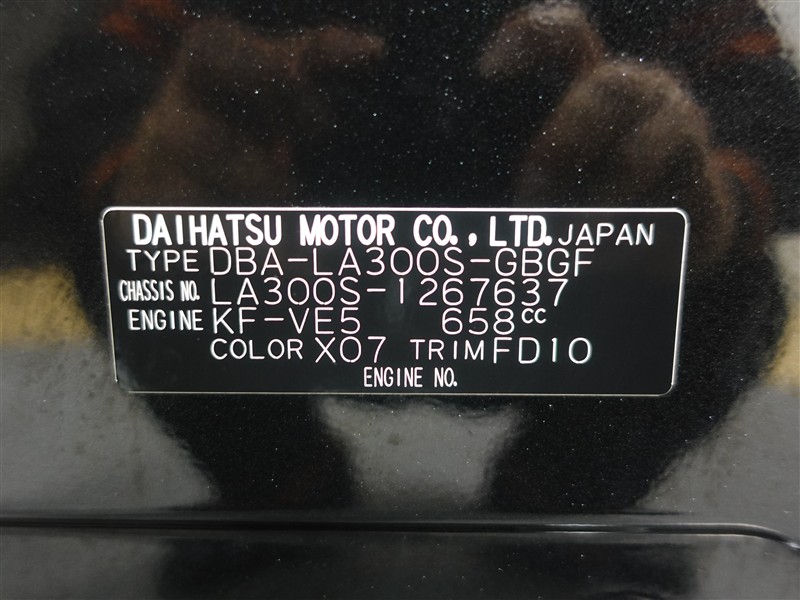 DAIHATSU MOTOR CO., LTD. JAPAN
TYPE DBA-LA300S-GBGF
CHASSIS NO. LA300S-1267637
ENGINE KF-VE5 658cc
COLOR X07 TRIM FD10
ENGINE NO.